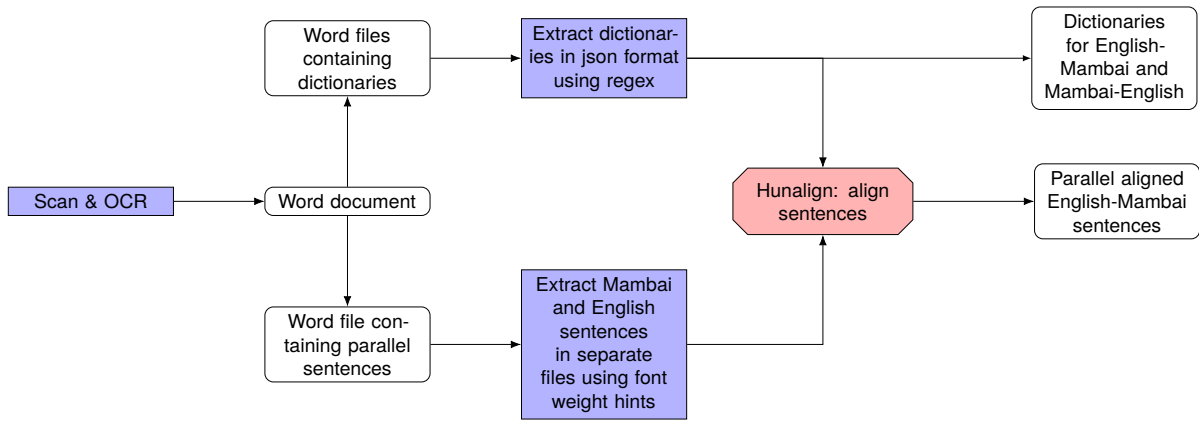 Word files
containing
dictionaries
Extract dictionar-
ies in json format
using regex
Dictionaries
for English-
Mambai and
Mambai-English
Scan & OCR
Word document
Hunalign: align
sentences
Parallel aligned
English-Mambai
sentences
Word file con-
taining parallel
sentences
Extract Mambai
and English
sentences
in separate
files using font
weight hints